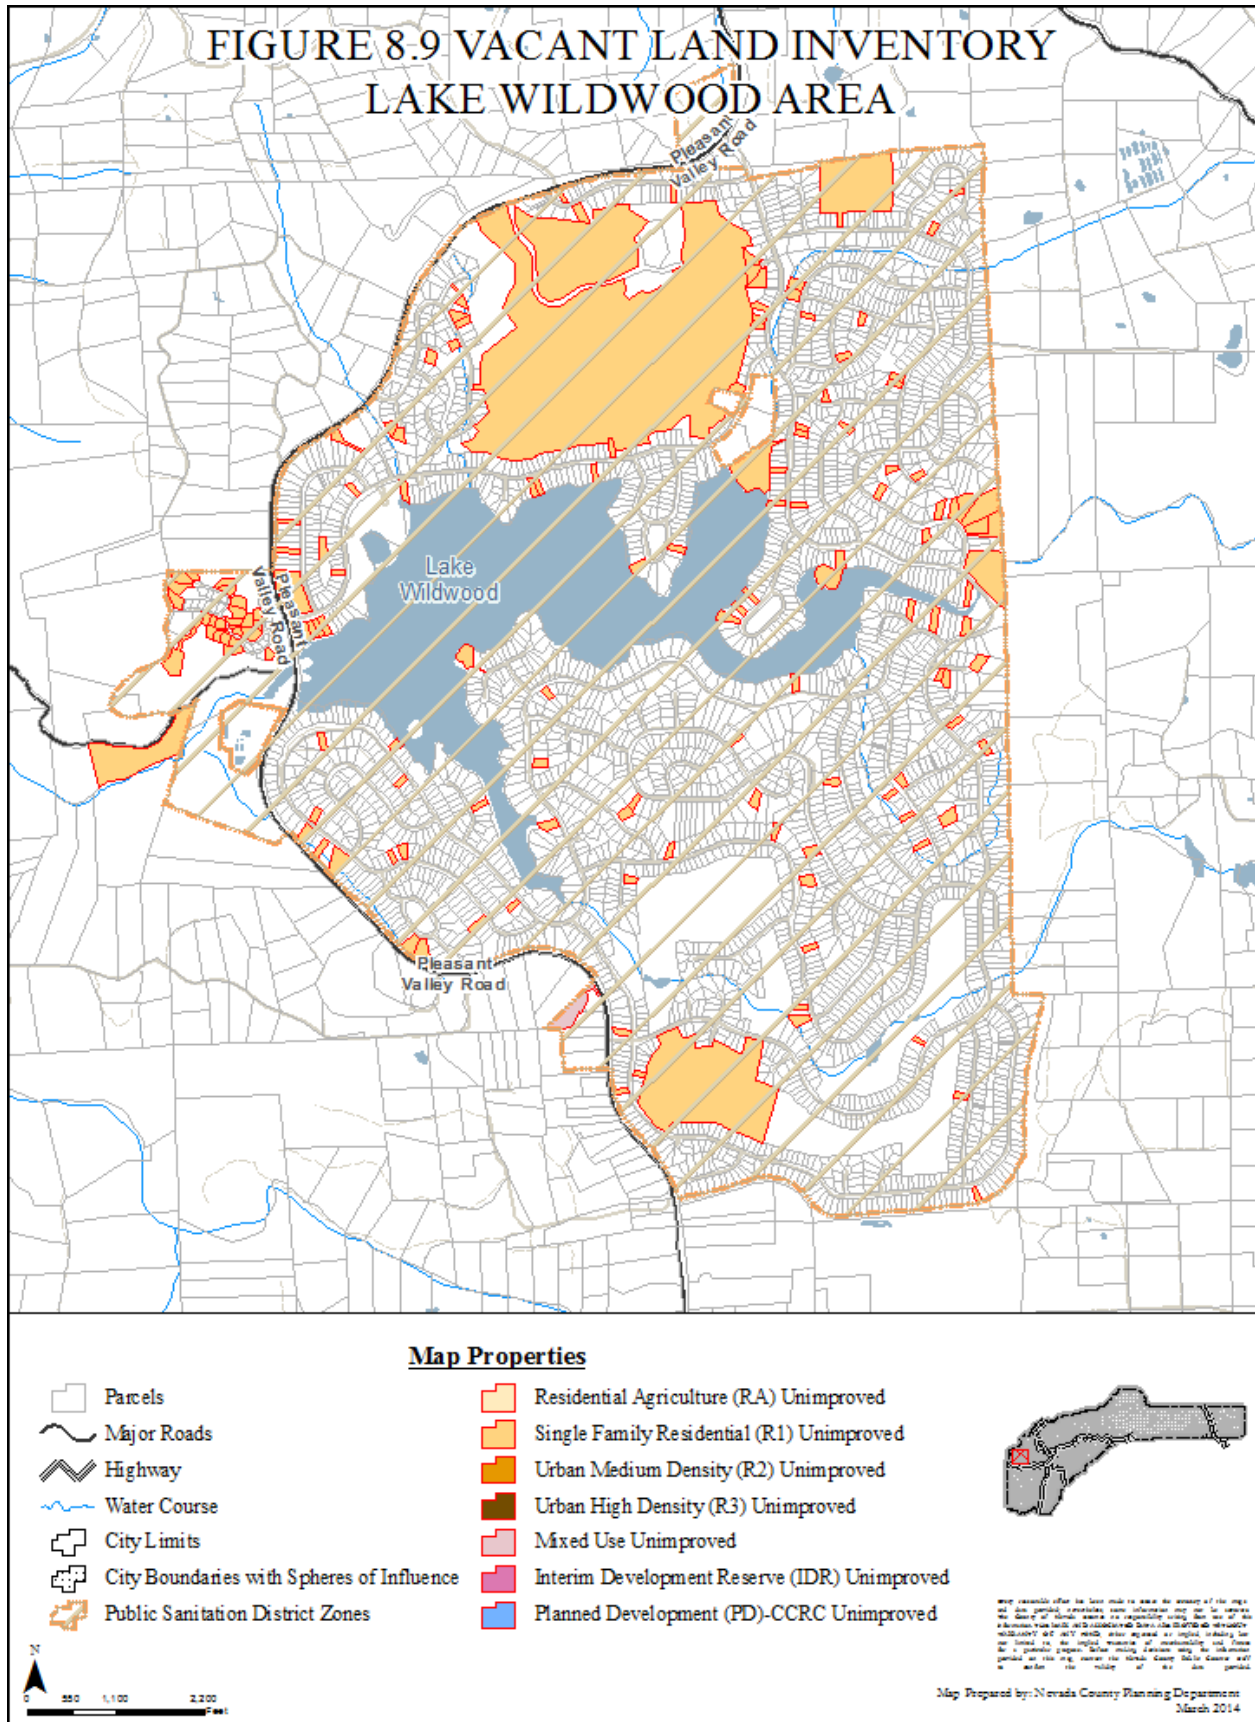 FIGURE 8.9 VACANT LAND INVENTORY
LAKE WILDWOOD AREA
Pleasant
Valley Road
Lake
Wildwood
Pleasant
Valley Road
Pleasant
Valley Road
Map Properties
Parcels
Major Roads
Highway
Water Course
City Limits
City Boundaries with Spheres of Influence
Public Sanitation District Zones
Residential Agriculture (RA) Unimproved
Single Family Residential (R1) Unimproved
Urban Medium Density (R2) Unimproved
Urban High Density (R3) Unimproved
Mixed Use Unimproved
Interim Development Reserve (IDR) Unimproved
Planned Development (PD)-CCRC Unimproved
N
0 550 1,100 2,200
Feet
Map Prepared by: Nevada County Planning Department
March 2014